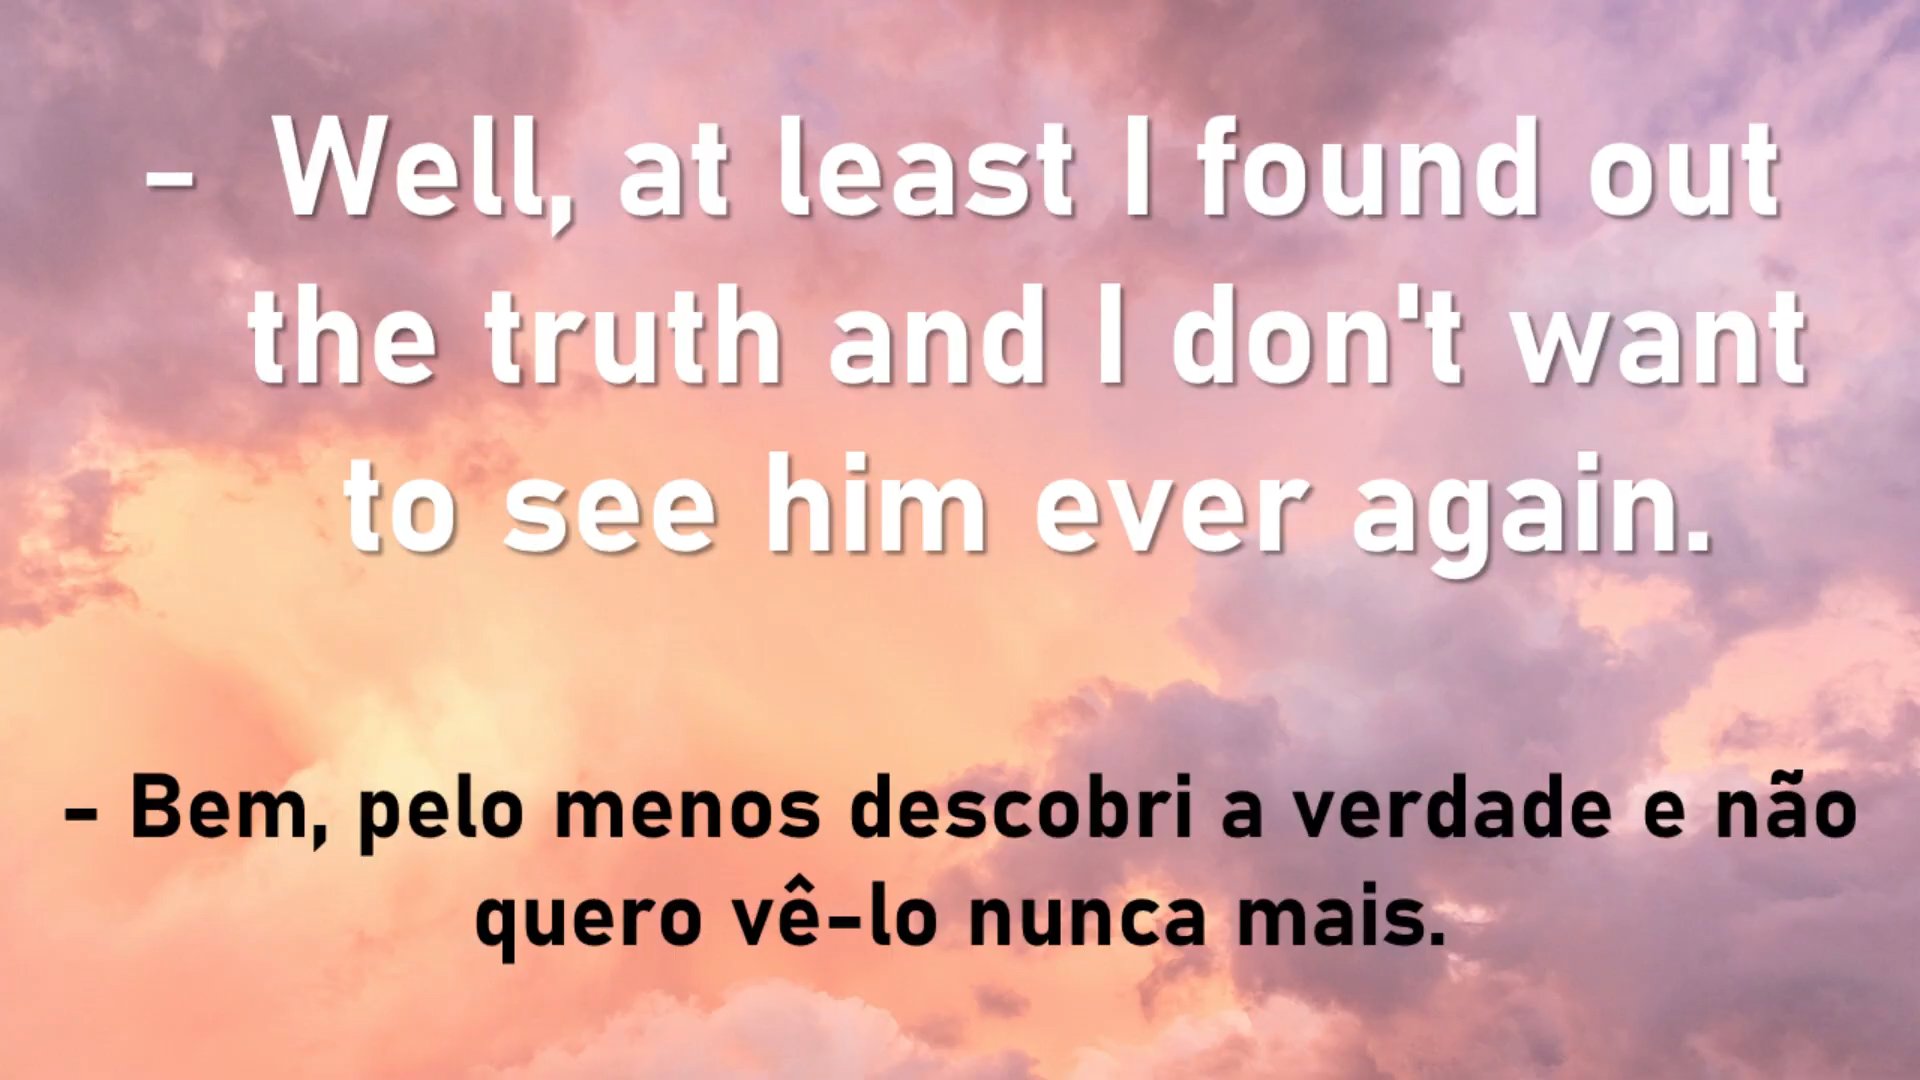 - Well, at least I found out
the truth and I don't want
to see him ever again.
- Bem, pelo menos descobri a verdade e não
quero vê-lo nunca mais.